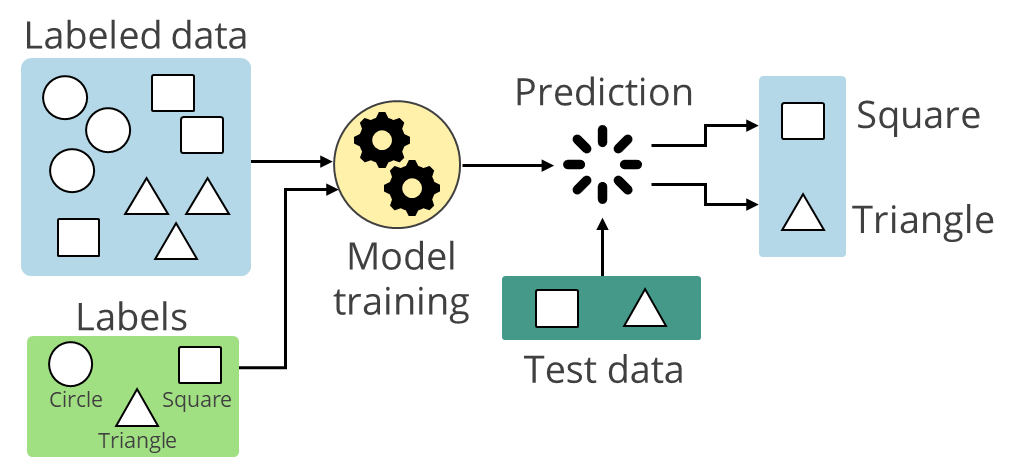 Labeled data
Prediction
Square
Triangle
Model
training
Labels
Circle
Square
Triangle
Test data